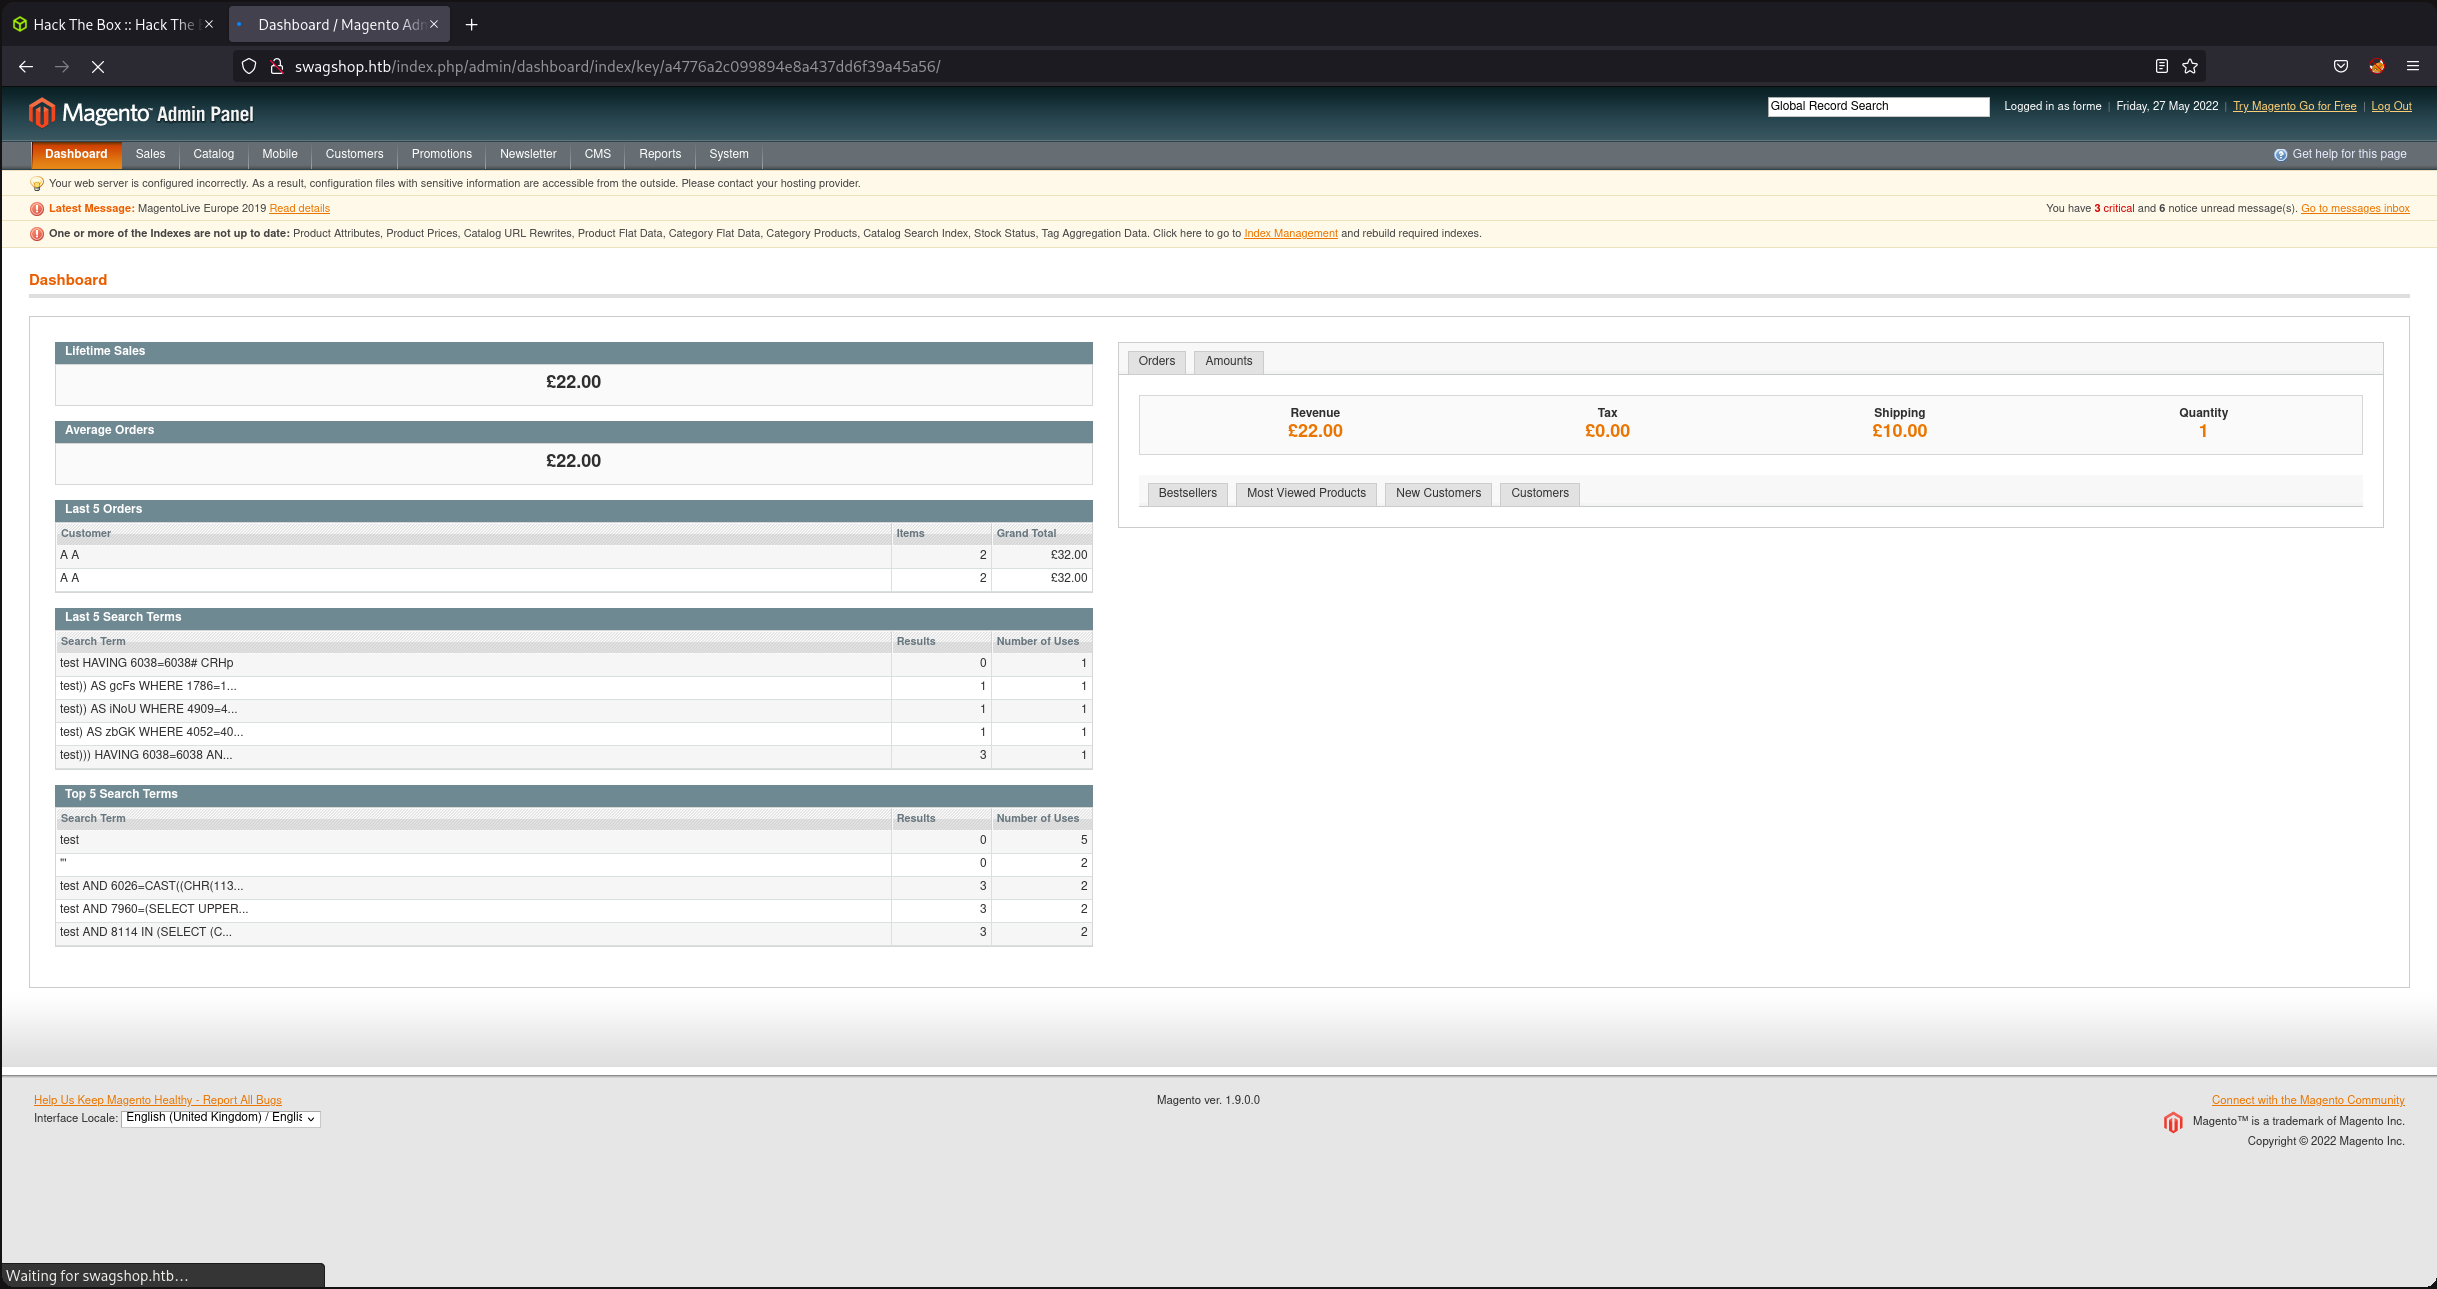 Hack The Box :: Hack The
Dashboard / Magento Adr
swagshop.htb/index.php/admin/dashboard/index/key/a4776a2c099894e8a437dd6f39a45a56/
Magento™ Admin Panel
Global Record Search
Logged in as forme | Friday, 27 May 2022 | Try Magento Go for Free | Log Out
Dashboard Sales Catalog Mobile Customers Promotions Newsletter CMS Reports System
Get help for this page
Your web server is configured incorrectly. As a result, configuration files with sensitive information are accessible from the outside. Please contact your hosting provider.
Latest Message: MagentoLive Europe 2019 Read details
You have 3 critical and 6 notice unread message(s). Go to messages inbox
One or more of the Indexes are not up to date: Product Attributes, Product Prices, Catalog URL Rewrites, Product Flat Data, Category Flat Data, Category Products, Catalog Search Index, Stock Status, Tag Aggregation Data. Click here to go to Index Management and rebuild required indexes.
Dashboard
Lifetime Sales
£22.00
Average Orders
£22.00
Last 5 Orders
Customer Items Grand Total
A A 2 £32.00
A A 2 £32.00
Last 5 Search Terms
Search Term Results Number of Uses
test HAVING 6038=6038# CRHp 0 1
test)) AS gcFs WHERE 1786=1... 1 1
test)) AS iNoU WHERE 4909=4... 1 1
test) AS zbGK WHERE 4052=40... 1 1
test))) HAVING 6038=6038 AN... 3 1
Top 5 Search Terms
Search Term Results Number of Uses
test 0 5
"' 0 2
test AND 6026=CAST((CHR(113... 3 2
test AND 7960=(SELECT UPPER... 3 2
test AND 8114 IN (SELECT (C... 3 2
Orders Amounts
Revenue Tax Shipping Quantity
£22.00 £0.00 £10.00 1
Bestsellers Most Viewed Products New Customers Customers
Help Us Keep Magento Healthy - Report All Bugs
Interface Locale: English (United Kingdom) / Englis
Magento ver. 1.9.0.0
Connect with the Magento Community
Magento™ is a trademark of Magento Inc.
Copyright © 2022 Magento Inc.
Waiting for swagshop.htb...